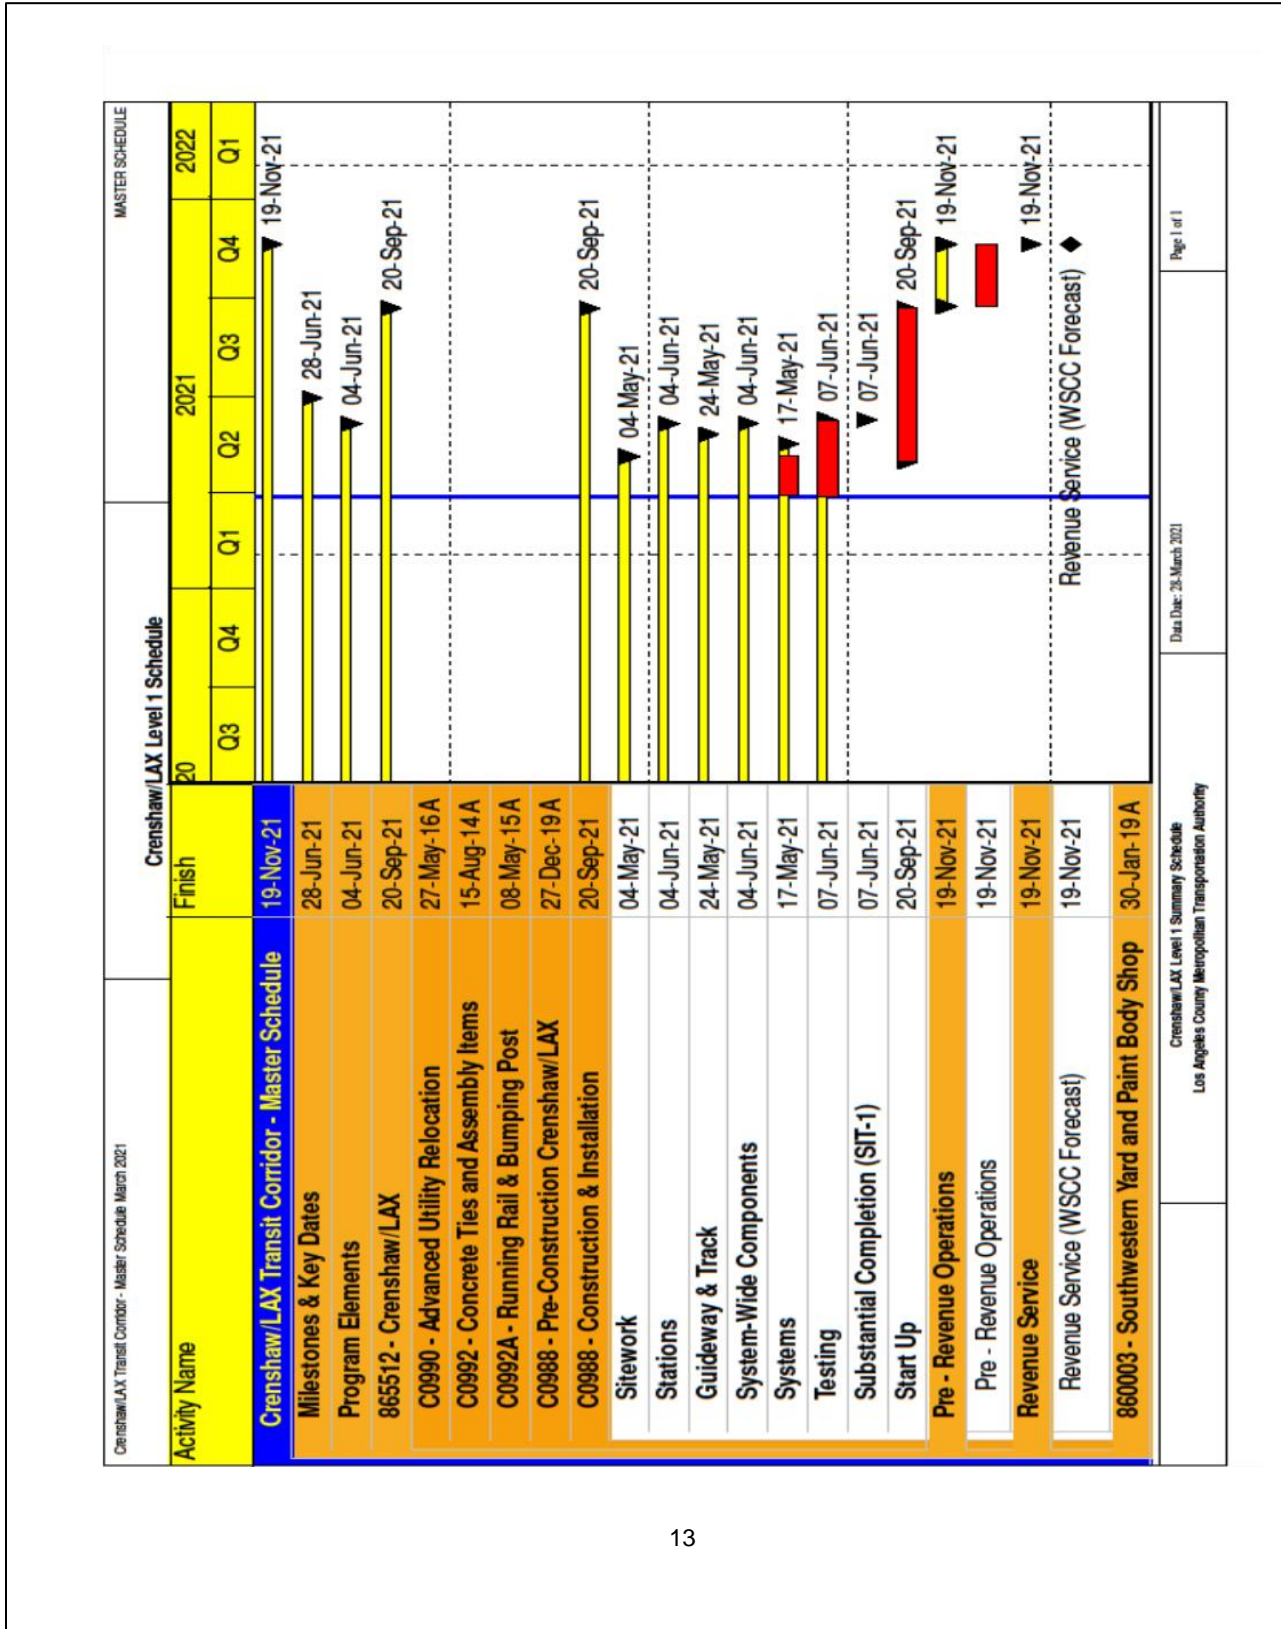 Crenshaw/LAX Transit Corridor - Master Schedule March 2021
MASTER SCHEDULE
Crenshaw/LAX Level 1 Schedule
Activity Name Finish 20 2021 2022
Q3 Q4 Q1 Q2 Q3 Q4 Q1
Crenshaw/LAX Transit Corridor - Master Schedule 19-Nov-21 19-Nov-21
Milestones & Key Dates 28-Jun-21 28-Jun-21
Program Elements 04-Jun-21 04-Jun-21
865512 - Crenshaw/LAX 20-Sep-21 20-Sep-21
C0990 - Advanced Utility Relocation 27-May-16 A
C0992 - Concrete Ties and Assembly Items 15-Aug-14 A
C0992A - Running Rail & Bumping Post 08-May-15 A
C0988 - Pre-Construction Crenshaw/LAX 27-Dec-19 A
C0988 - Construction & Installation 20-Sep-21 20-Sep-21
Sitework 04-May-21 04-May-21
Stations 04-Jun-21 04-Jun-21
Guideway & Track 24-May-21 24-May-21
System-Wide Components 04-Jun-21 04-Jun-21
Systems 17-May-21 17-May-21
Testing 07-Jun-21 07-Jun-21
Substantial Completion (SIT-1) 07-Jun-21 07-Jun-21
Start Up 20-Sep-21 20-Sep-21
Pre - Revenue Operations 19-Nov-21 19-Nov-21
Pre - Revenue Operations 19-Nov-21
Revenue Service 19-Nov-21 19-Nov-21
Revenue Service (WSCC Forecast) 19-Nov-21 Revenue Service (WSCC Forecast)
860003 - Southwestern Yard and Paint Body Shop 30-Jan-19 A
Crenshaw/LAX Level 1 Summary Schedule
Los Angeles County Metropolitan Transportation Authority
Data Date: 28-March 2021
Page 1 of 1
13